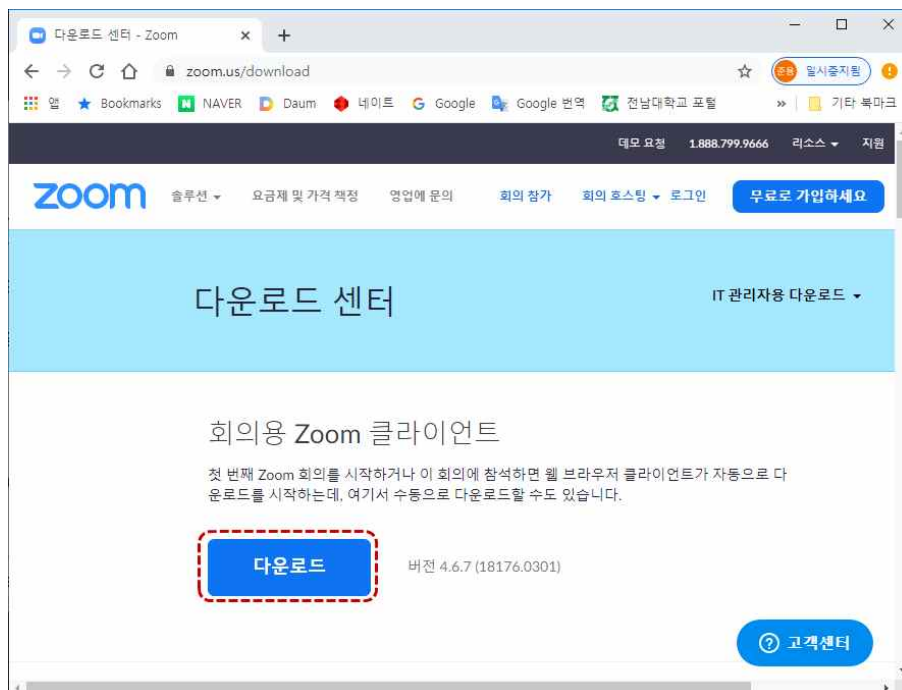 다운로드 센터 - Zoom
zoom.us/download
준용 일시중지됨
앱 Bookmarks NAVER Daum 네이트 Google Google 번역 전남대학교 포털 » 기타 북마크
데모 요청 1.888.799.9666 리소스 지원
zoom 솔루션 요금제 및 가격 책정 영업에 문의 회의 참가 회의 호스팅 로그인 무료로 가입하세요
다운로드 센터
IT 관리자용 다운로드
회의용 Zoom 클라이언트
첫 번째 Zoom 회의를 시작하거나 이 회의에 참석하면 웹 브라우저 클라이언트가 자동으로 다
운로드를 시작하는데, 여기서 수동으로 다운로드할 수도 있습니다.
다운로드 버전 4.6.7 (18176.0301)
고객센터